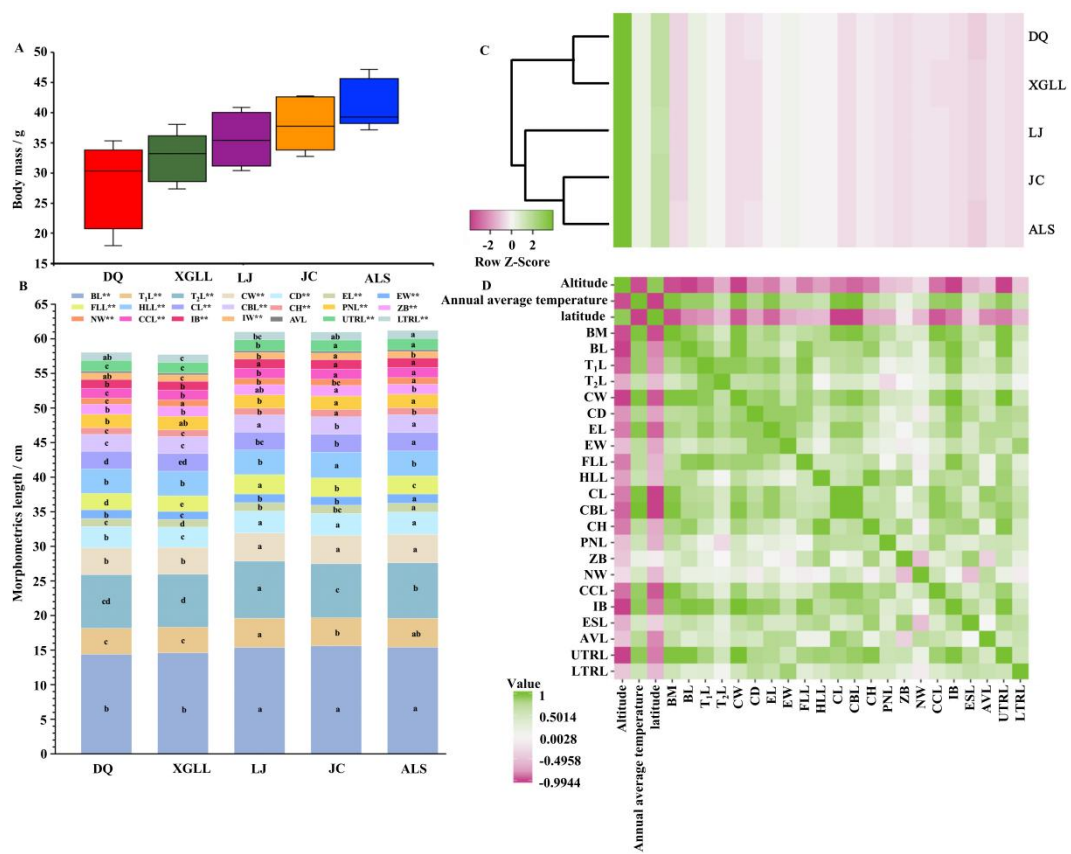 A
Body mass / g
50
45
40
35
30
25
20
15
DQ XGLL LJ JC ALS
B
BL** T₁L** T₂L** CW** CD** EL** EW**
FLL** HLL** CL** CBL** CH** PNL** ZB**
NW** CCL** IB** IW** AVL UTRL** LTRL**
Morphometrics length / cm
65
60
55
50
45
40
35
30
25
20
15
10
5
0
ab c bc ab a
c c a a a
b b a a a
b b a a a
c b b a a
d b a
b b b a b
d e a b c
b c b b a
c d b bc a
b b a a a
b b a a a
cd d a c b
c c a b ab
b b a a a
DQ XGLL LJ JC ALS
C
DQ
XGLL
LJ
JC
ALS
-2 0 2
Row Z-Score
D
Altitude
Annual average temperature
latitude
BM
BL
T₁L
T₂L
CW
CD
EL
EW
FLL
HLL
CL
CBL
CH
PNL
ZB
NW
CCL
IB
ESL
AVL
UTRL
LTRL
Altitude
Annual average temperature
latitude
BM
BL
T₁L
T₂L
CW
CD
EL
EW
FLL
HLL
CL
CBL
CH
PNL
ZB
NW
CCL
IB
ESL
AVL
UTRL
LTRL
Value
1
0.5014
0.0028
-0.4958
-0.9944